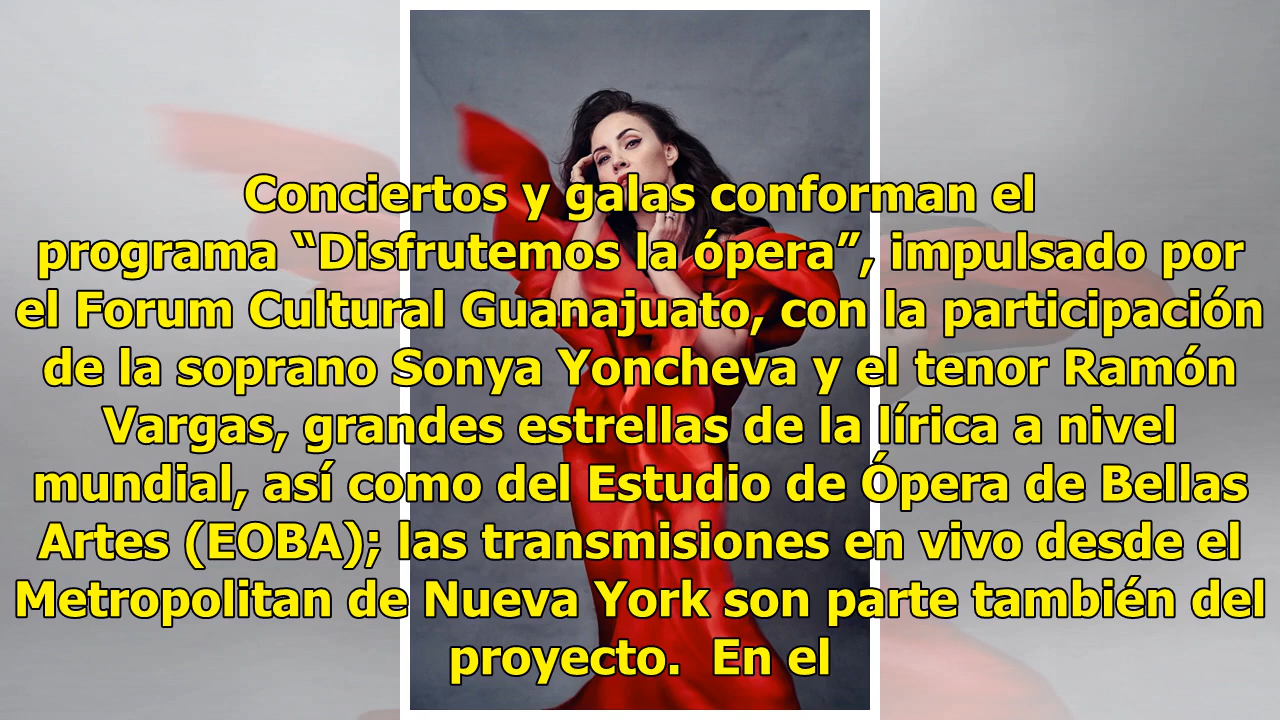 Conciertos y galas conforman el
programa “Disfrutemos la ópera”, impulsado por
el Forum Cultural Guanajuato, con la participación
de la soprano Sonya Yoncheva y el tenor Ramón
Vargas, grandes estrellas de la lírica a nivel
mundial, así como del Estudio de Ópera de Bellas
Artes (EOBA); las transmisiones en vivo desde el
Metropolitan de Nueva York son parte también del
proyecto.  En el